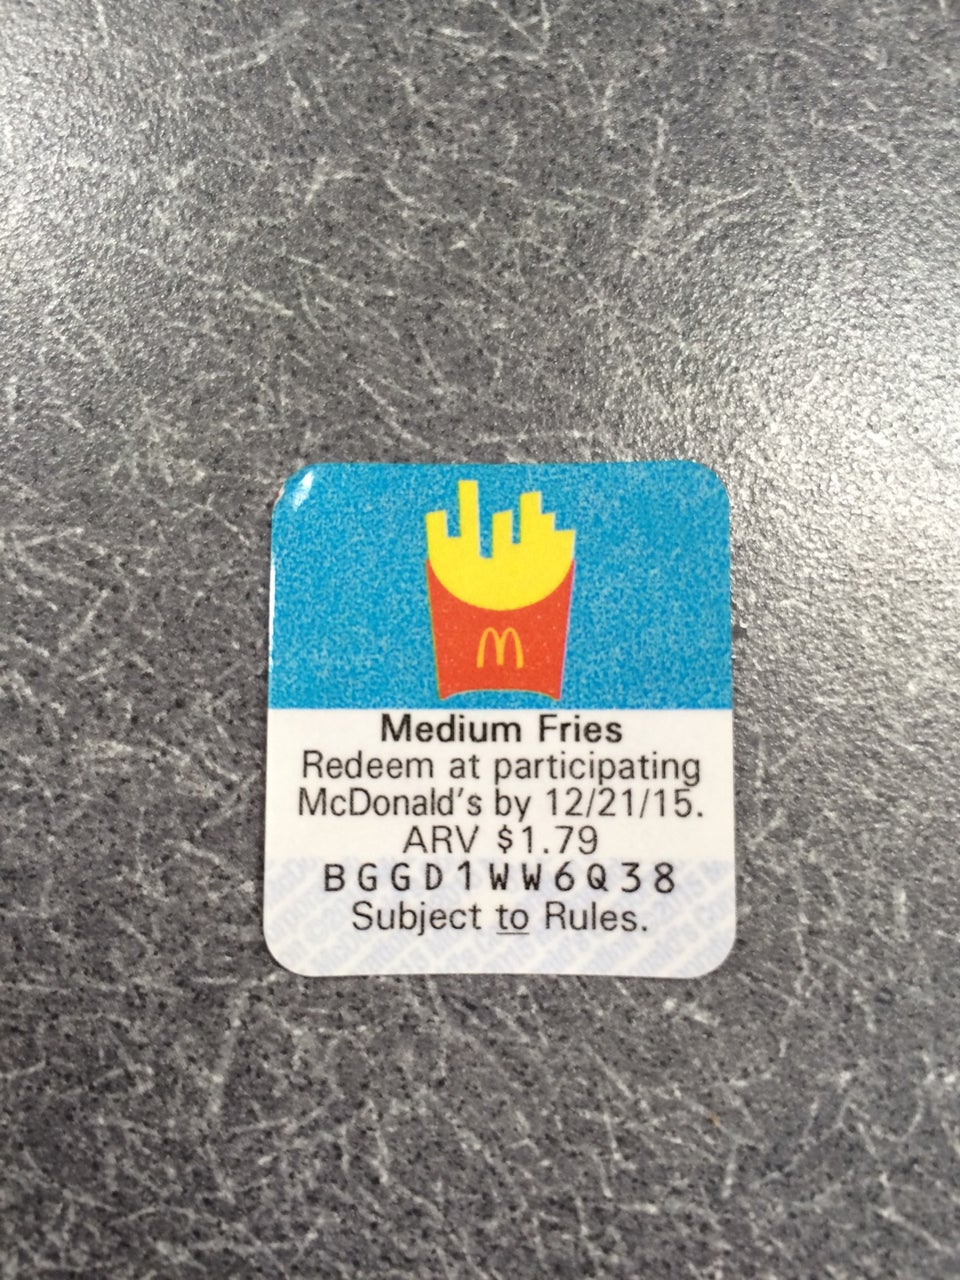 Medium Fries
Redeem at participating
McDonald's by 12/21/15.
ARV $1.79
BGGD1WW6Q38
Subject to Rules.